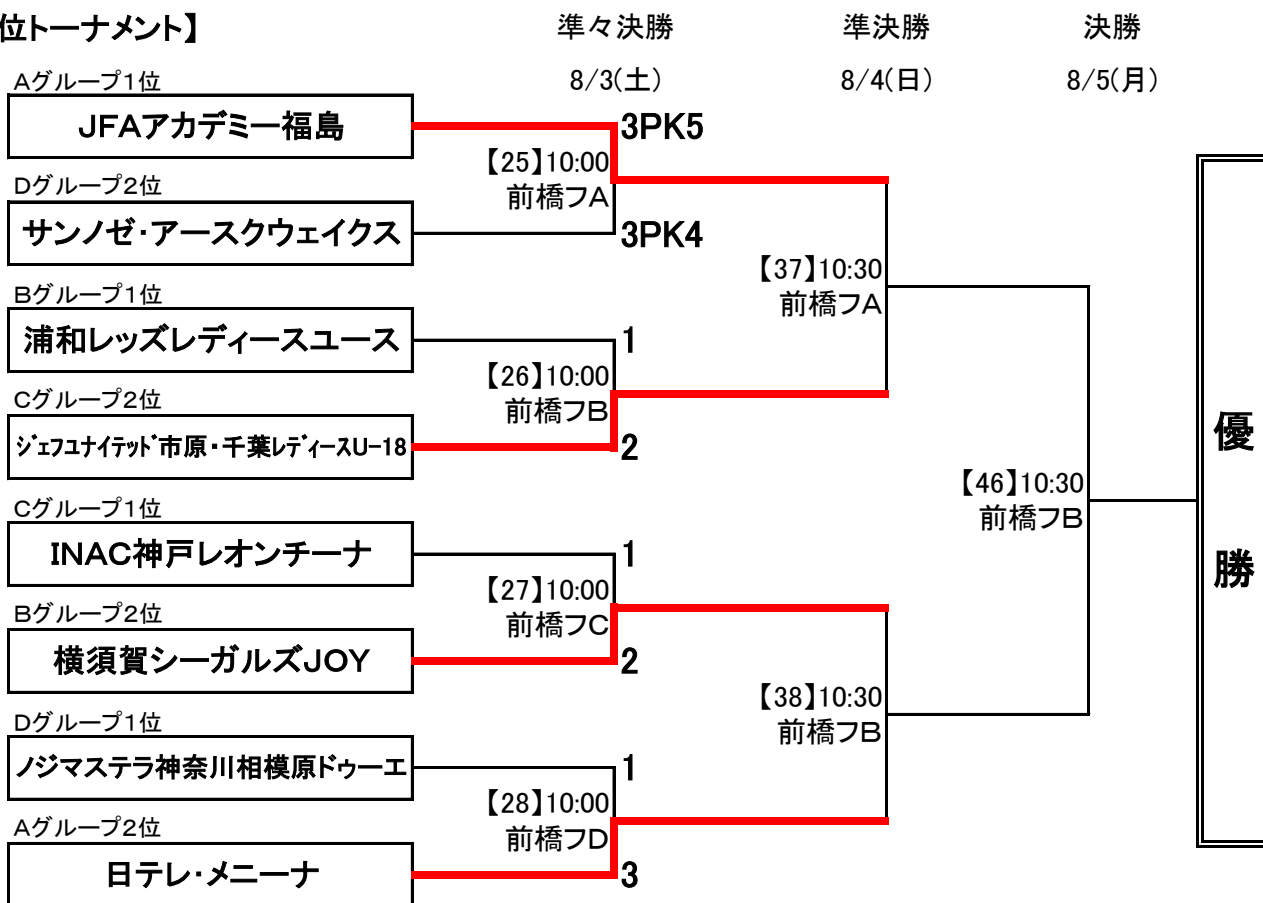 位トーナメント】
準々決勝 準決勝 決勝
8/3(土) 8/4(日) 8/5(月)
Aグループ1位
JFAアカデミー福島
3PK5
【25】10:00
前橋フA
Dグループ2位
サンノゼ・アースクウェイクス
3PK4
【37】10:30
前橋フA
Bグループ1位
浦和レッズレディースユース
1
【26】10:00
前橋フB
Cグループ2位
ジェフユナイテッド市原・千葉レディースU-18
2
【46】10:30
前橋フB
優
勝
Cグループ1位
INAC神戸レオンチーナ
1
【27】10:00
前橋フC
Bグループ2位
横須賀シーガルズJOY
2
【38】10:30
前橋フB
Dグループ1位
ノジマステラ神奈川相模原ドゥーエ
1
【28】10:00
前橋フD
Aグループ2位
日テレ・メニーナ
3